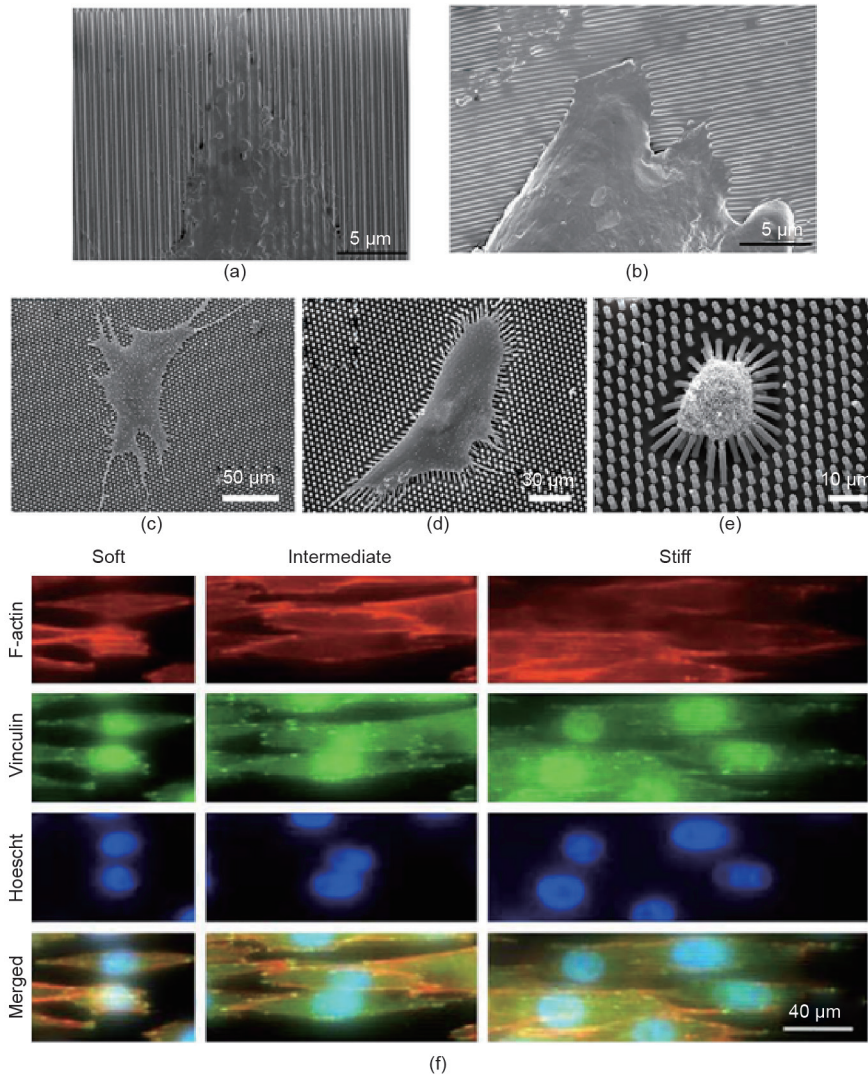 5 μm
5 μm
(a)
(b)
50 μm
30 μm
10 μm
(c)
(d)
(e)
Soft
Intermediate
Stiff
F-actin
Vinculin
Hoescht
Merged
40 μm
(f)